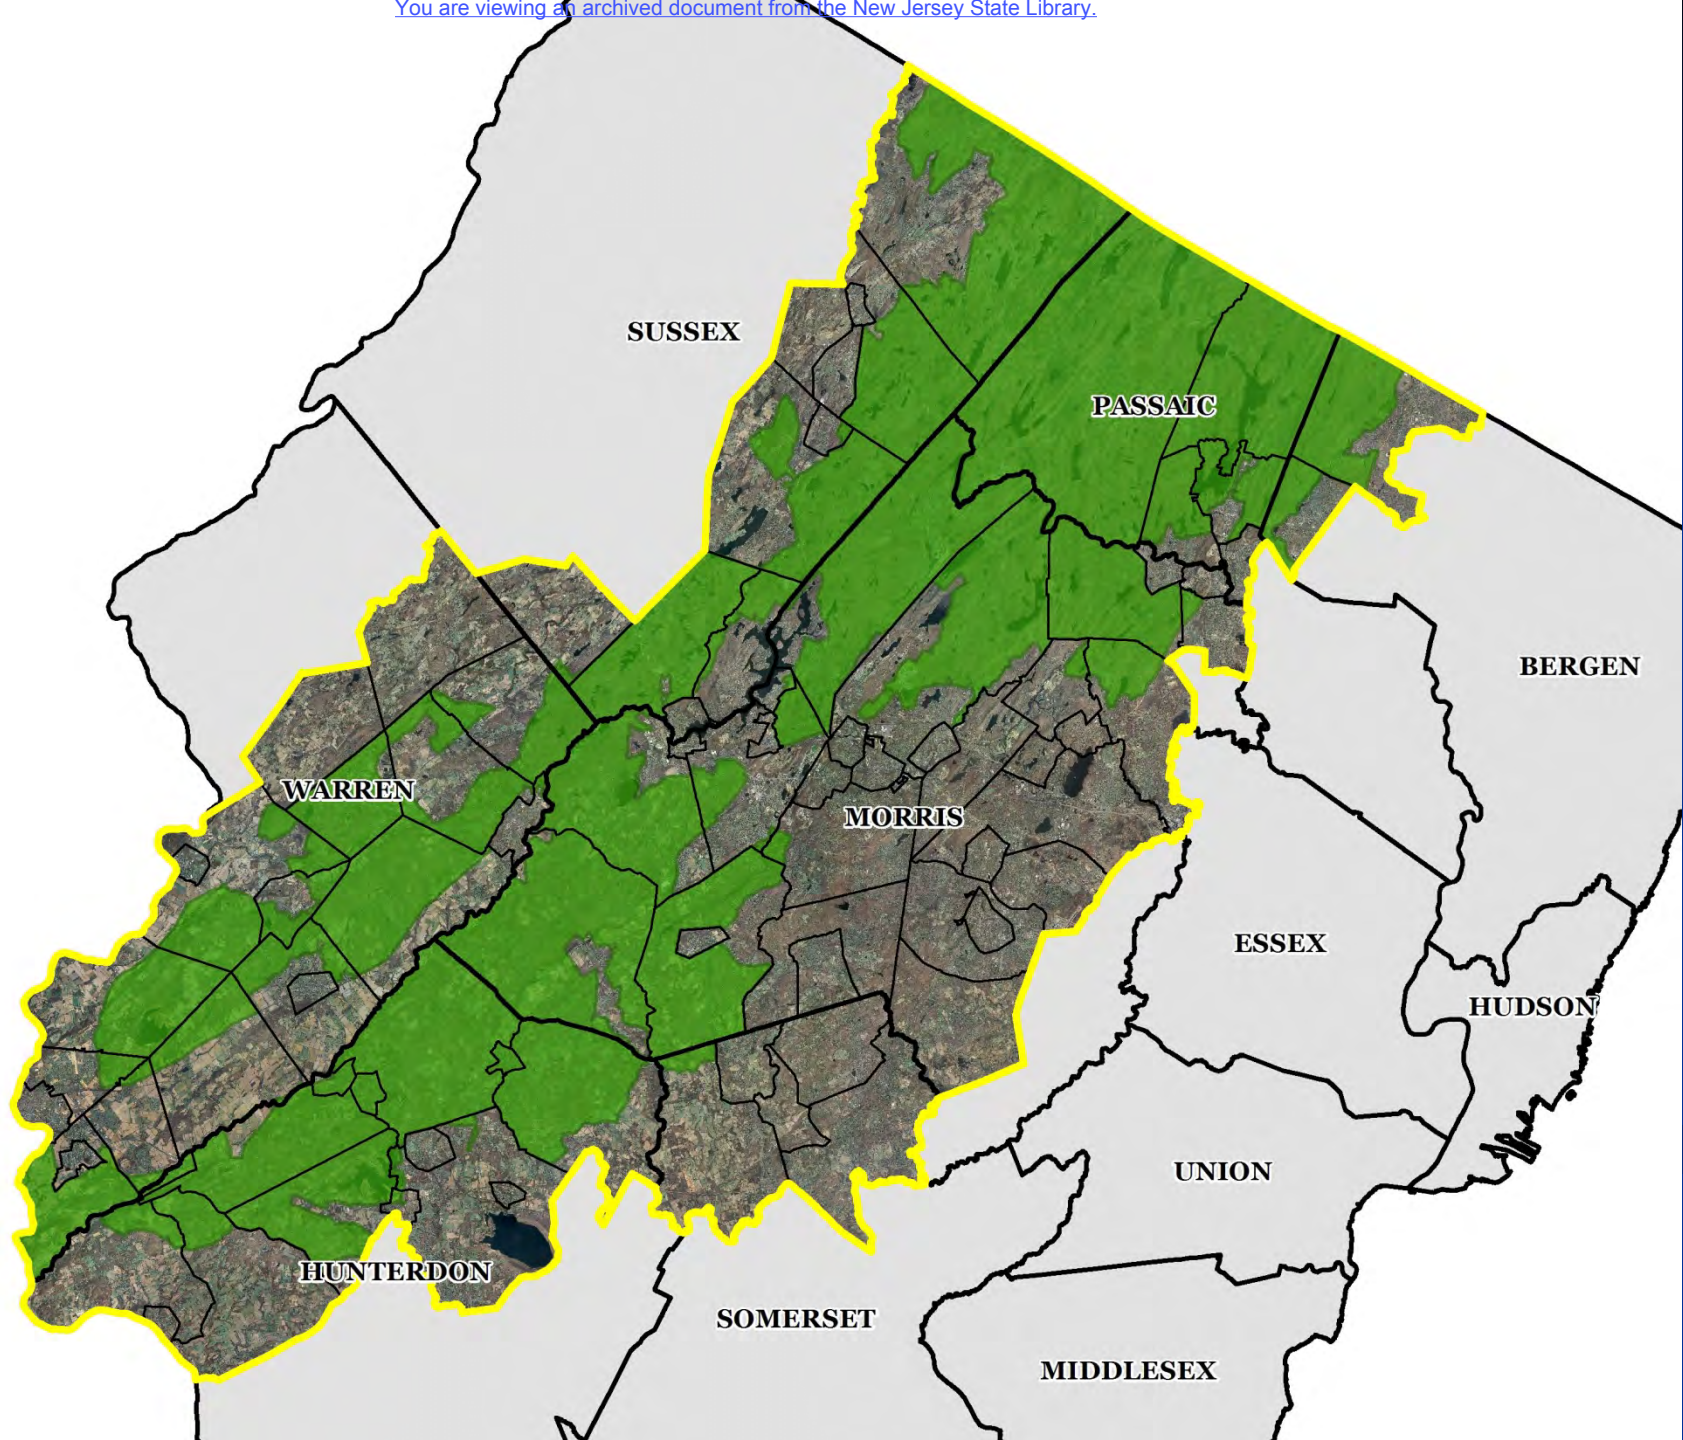 You are viewing an archived document from the New Jersey State Library.
SUSSEX
PASSAIC
BERGEN
WARREN
MORRIS
ESSEX
HUDSON
UNION
HUNTERDON
SOMERSET
MIDDLESEX